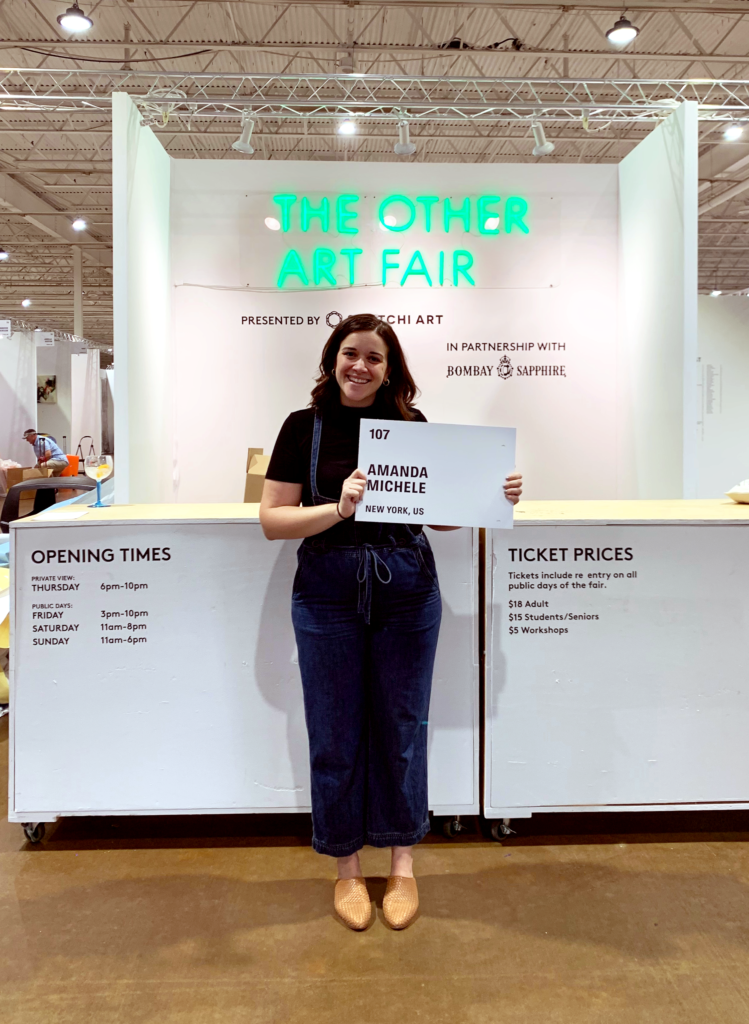 THE OTHER
ART FAIR
PRESENTED BY TCHI ART
IN PARTNERSHIP WITH
BOMBAY SAPPHIRE
107
AMANDA
MICHELE
NEW YORK, US
OPENING TIMES
PRIVATE VIEW:
THURSDAY 6pm-10pm
PUBLIC DAYS:
FRIDAY 3pm-10pm
SATURDAY 11am-8pm
SUNDAY 11am-6pm
TICKET PRICES
Tickets include re entry on all
public days of the fair.
$18 Adult
$15 Students/Seniors
$5 Workshops